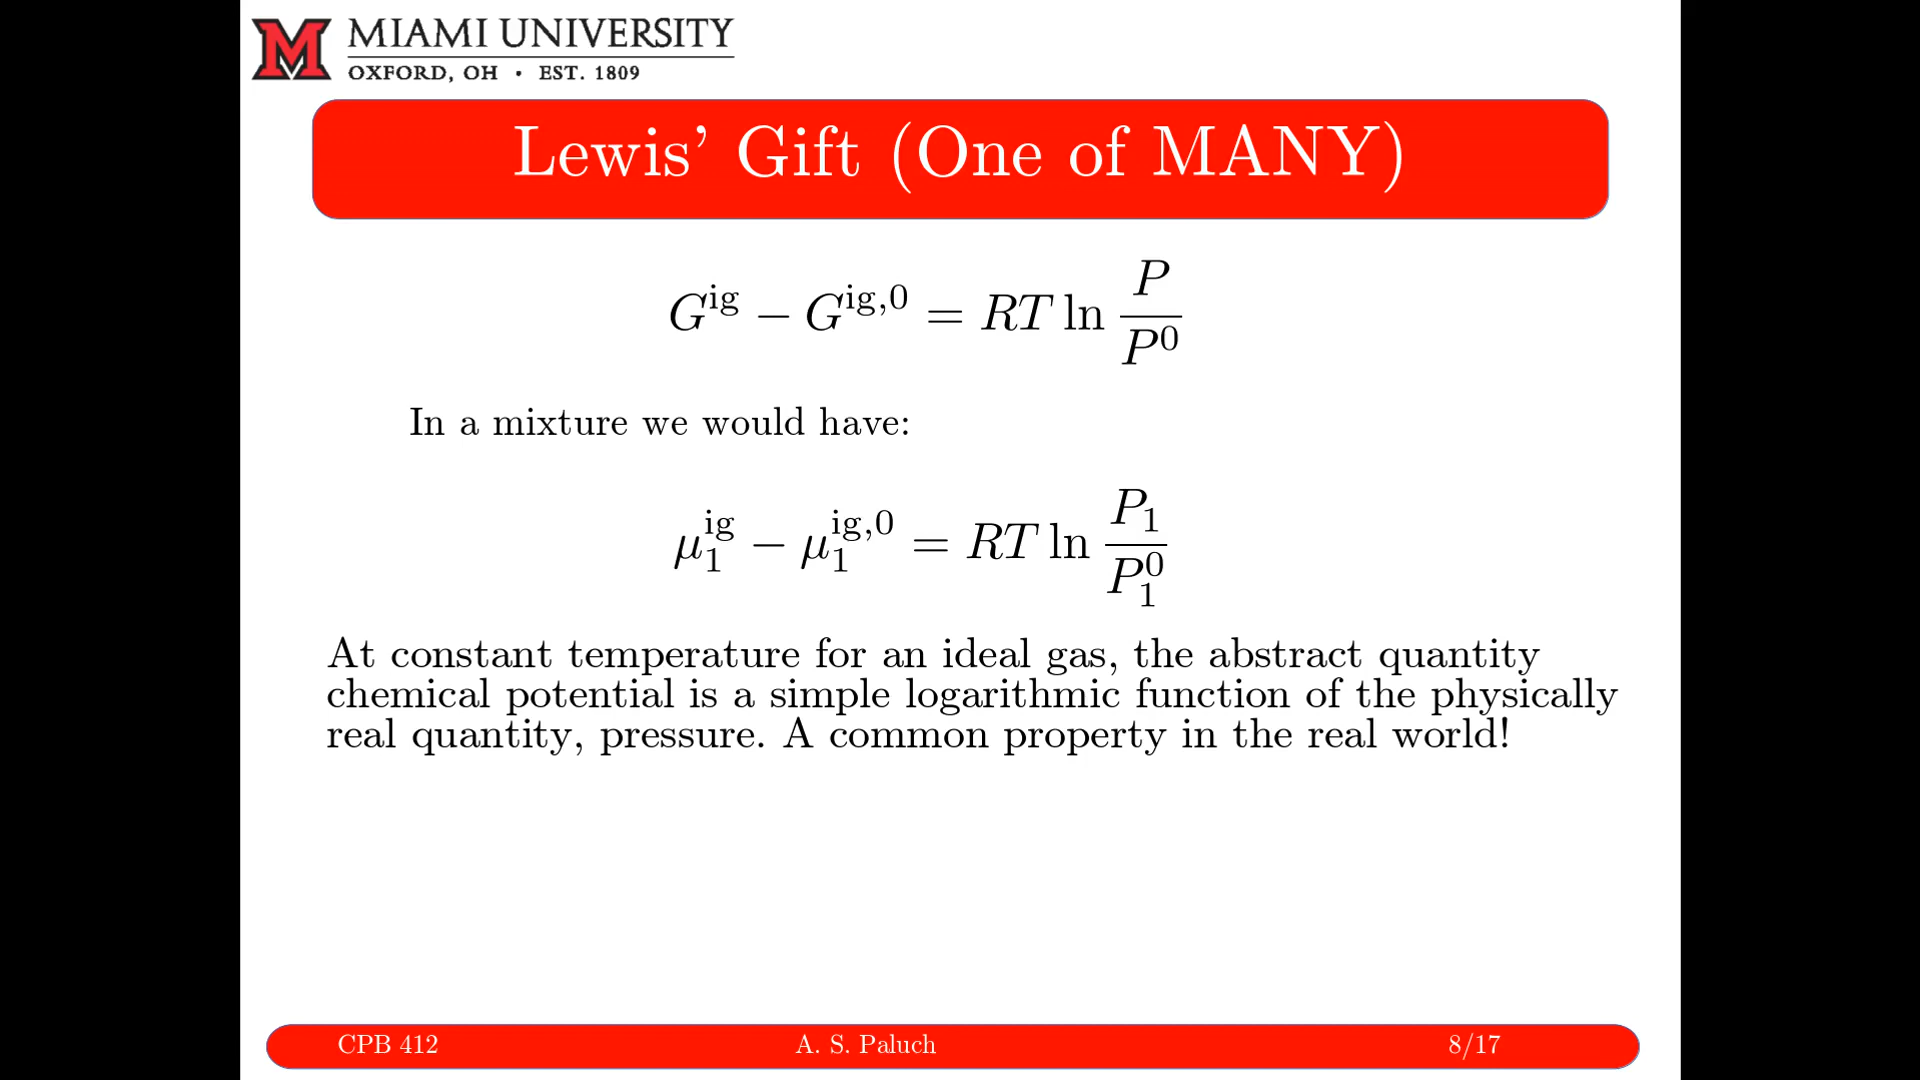 MIAMI UNIVERSITY
OXFORD, OH • EST. 1809
Lewis’ Gift (One of MANY)
G^{ig} − G^{ig,0} = RT ln \frac{P}{P^0}
In a mixture we would have:
μ_1^{ig} − μ_1^{ig,0} = RT ln \frac{P_1}{P_1^0}
At constant temperature for an ideal gas, the abstract quantity
chemical potential is a simple logarithmic function of the physically
real quantity, pressure. A common property in the real world!
CPB 412 A. S. Paluch 8/17